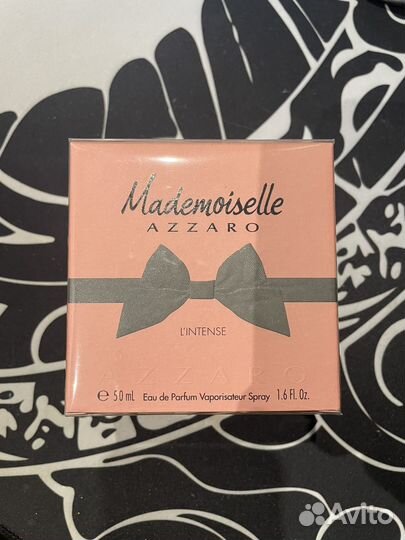 Mademoiselle
AZZARO
L'INTENSE
AZZARO
℮ 50 mL Eau de Parfum Vaporisateur Spray 1.6 Fl. Oz.
Avito